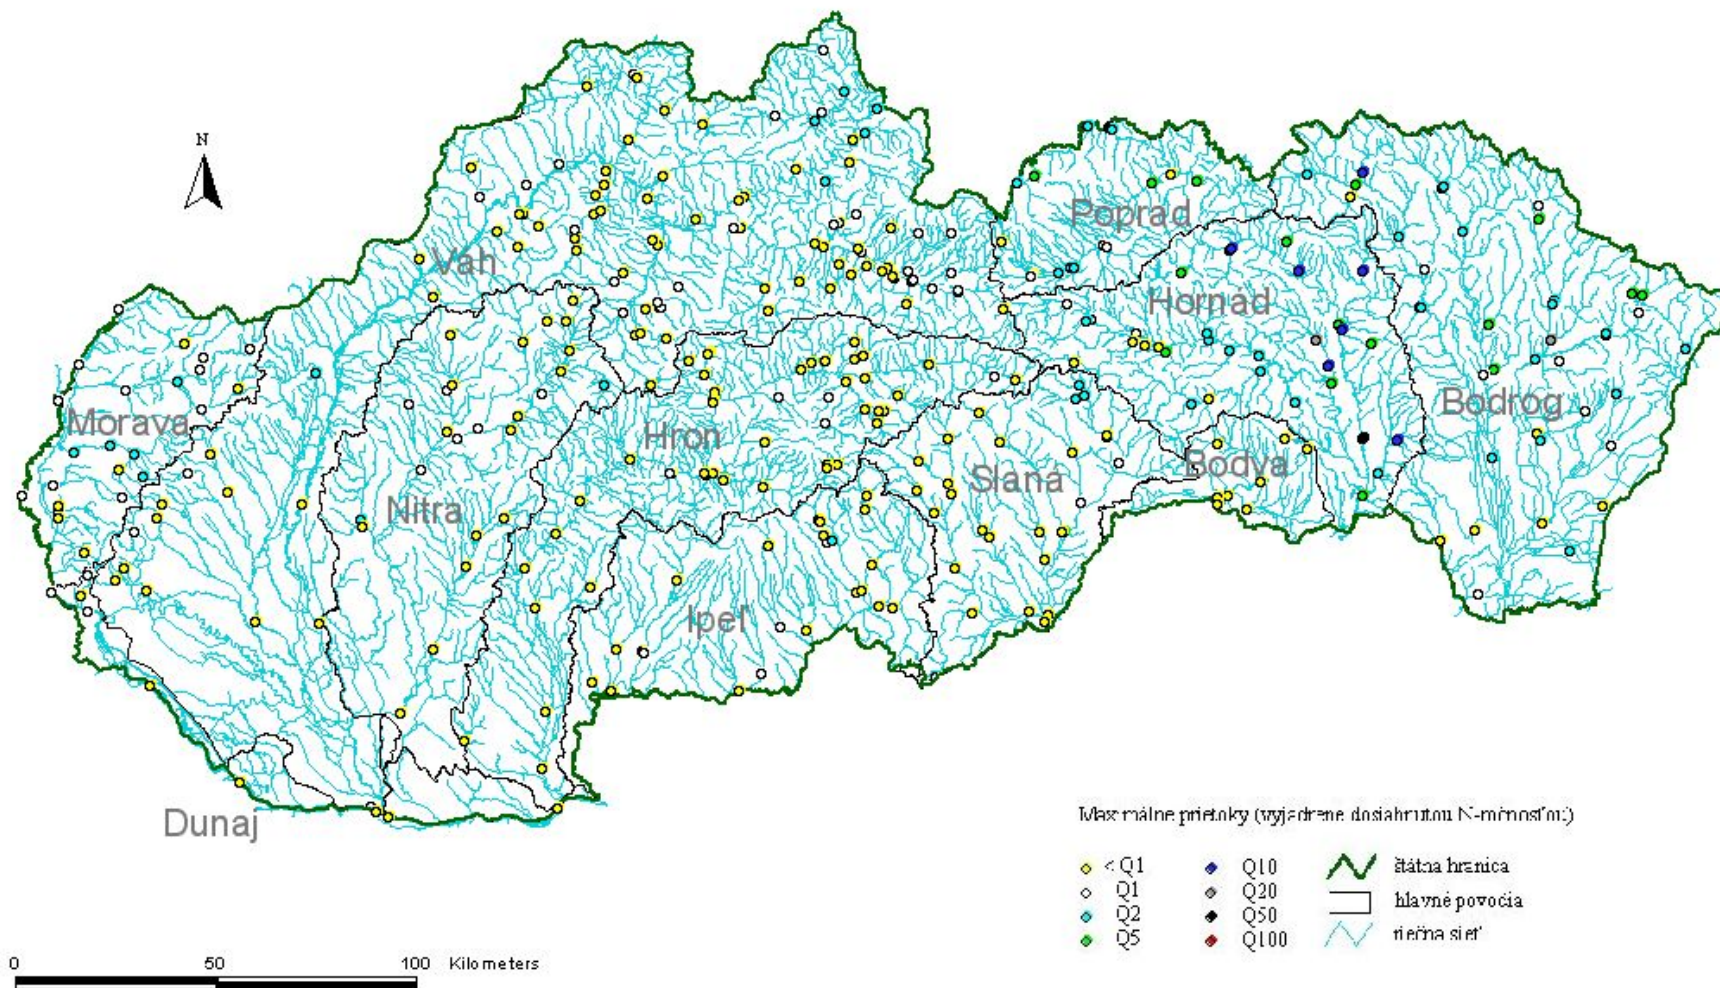 N
Poprad
Váh
Hornád
Morava
Bodrog
Hron
Slaná
Bodva
Nitra
Ipeľ
Dunaj
Maximálne prietoky (vyjadrené dosiahnutou N-ročnosťou)
< Q1
Q10
štátna hranica
Q1
Q20
hlavné povodia
Q2
Q50
riečna sieť
Q5
Q100
0 50 100 Kilometers